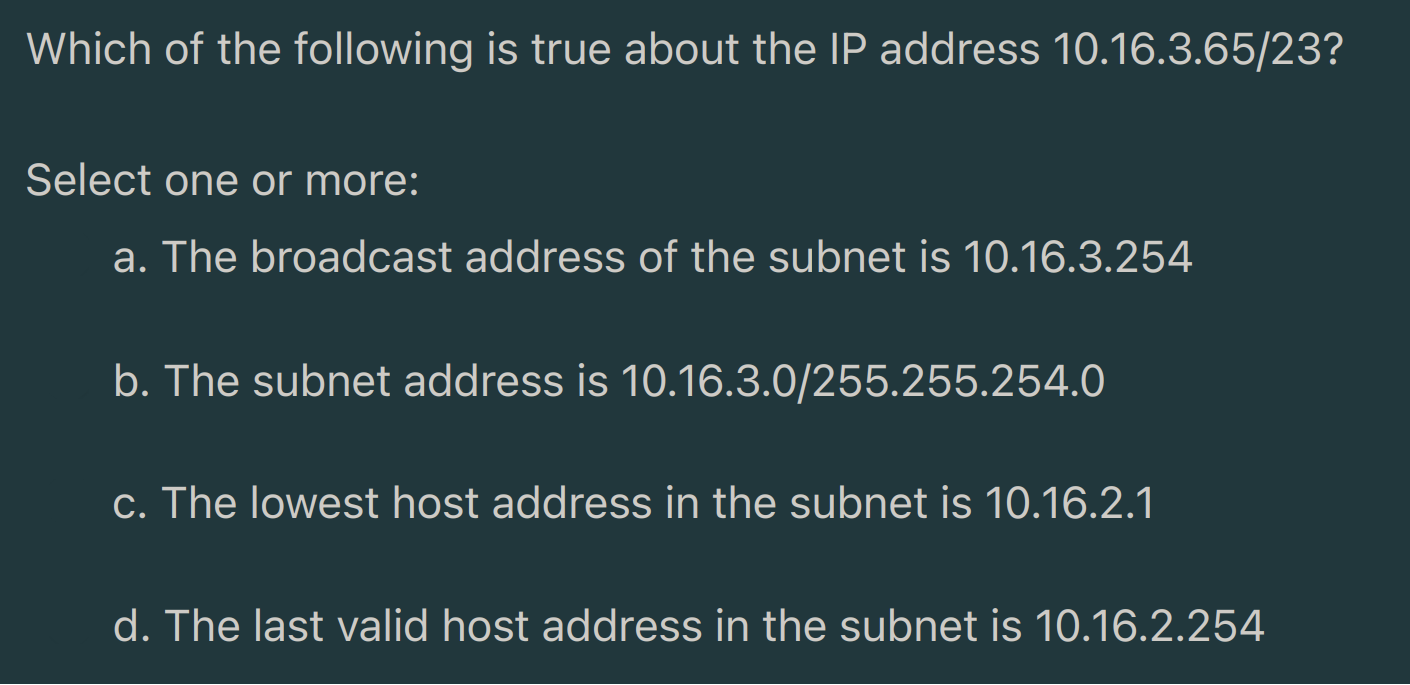 Which of the following is true about the IP address 10.16.3.65/23?
Select one or more:
a. The broadcast address of the subnet is 10.16.3.254
b. The subnet address is 10.16.3.0/255.255.254.0
c. The lowest host address in the subnet is 10.16.2.1
d. The last valid host address in the subnet is 10.16.2.254